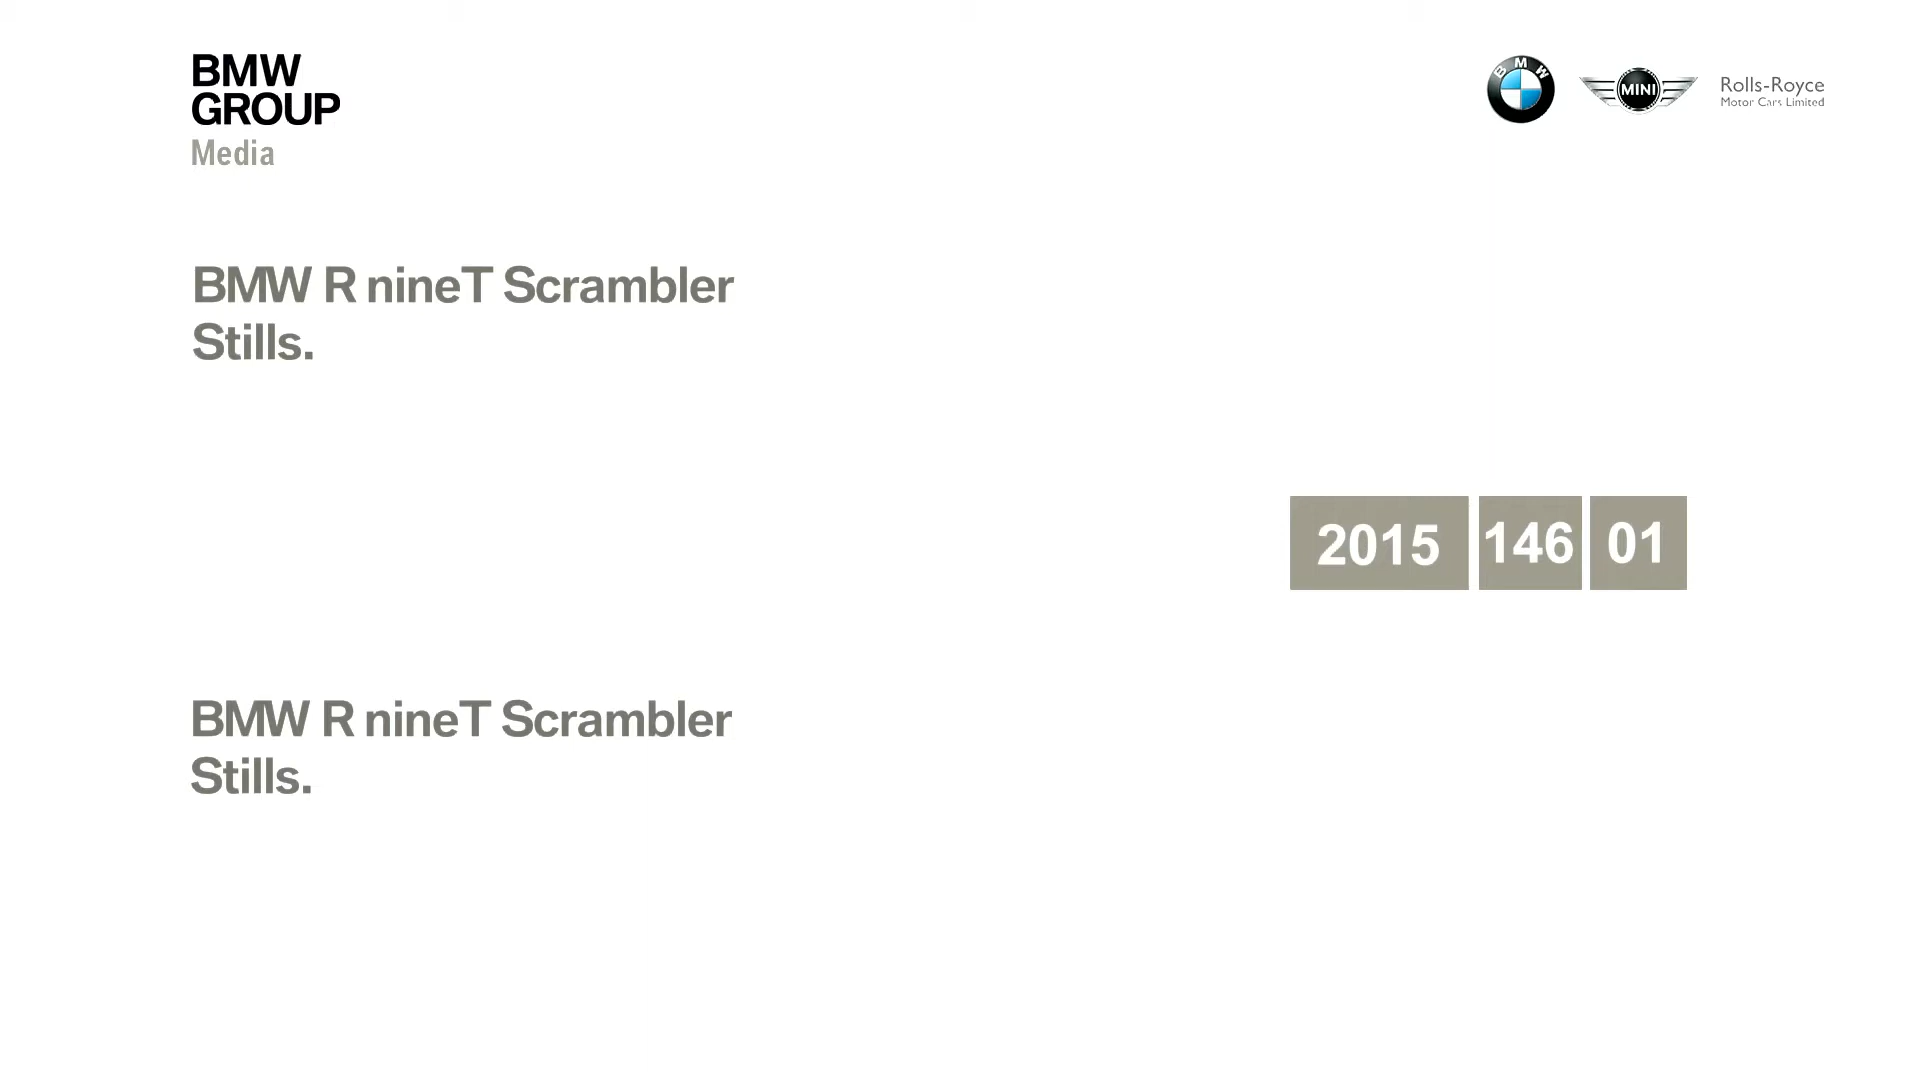 BMW
GROUP
Media
BMW
MINI
Rolls-Royce
Motor Cars Limited
BMW R nineT Scrambler
Stills.
2015 146 01
BMW R nineT Scrambler
Stills.